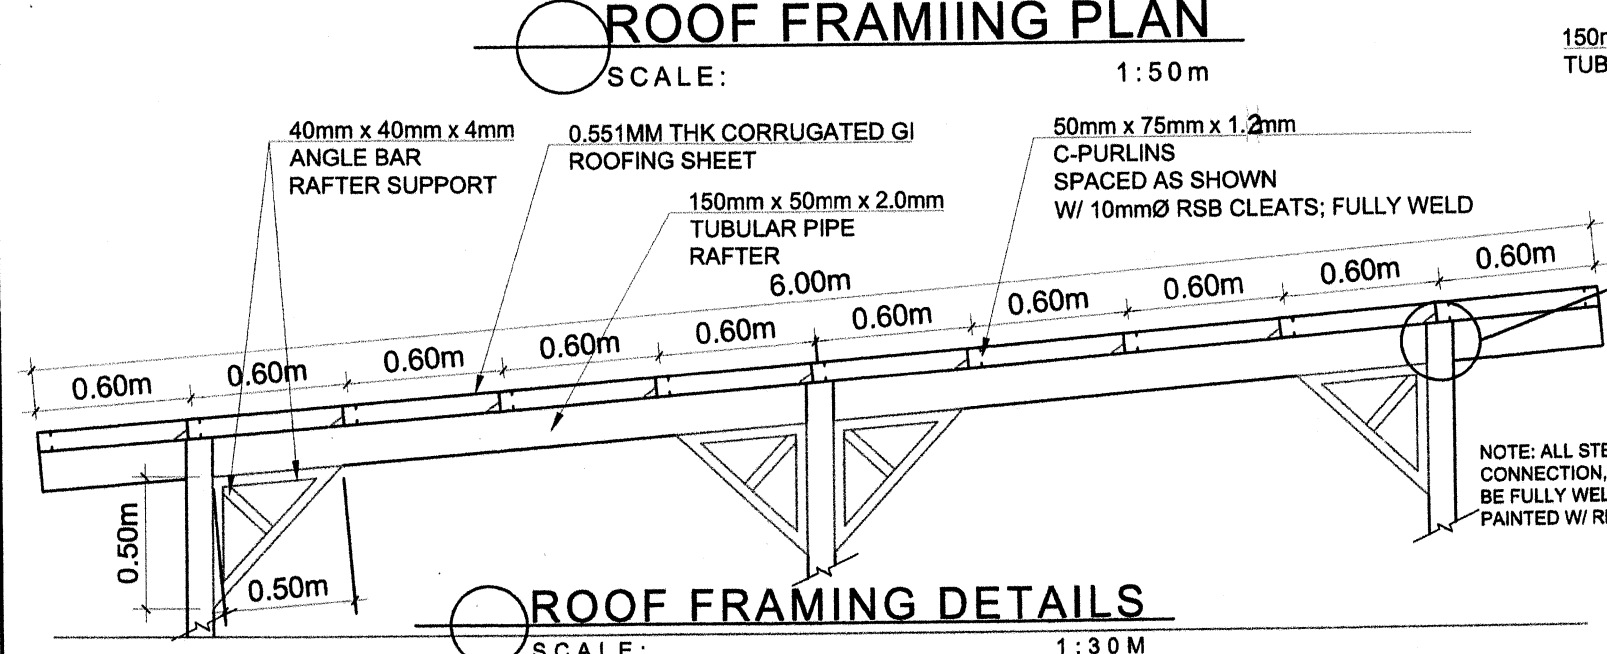 ROOF FRAMIING PLAN
SCALE: 1:50m
150m
TUB
40mm x 40mm x 4mm
ANGLE BAR
RAFTER SUPPORT
0.551MM THK CORRUGATED GI
ROOFING SHEET
150mm x 50mm x 2.0mm
TUBULAR PIPE
RAFTER
50mm x 75mm x 1.2mm
C-PURLINS
SPACED AS SHOWN
W/ 10mmØ RSB CLEATS; FULLY WELD
6.00m
0.60m
0.60m
0.60m
0.60m
0.60m
0.60m
0.60m
0.60m
0.60m
0.60m
0.50m
0.50m
NOTE: ALL STE
CONNECTION,
BE FULLY WEL
PAINTED W/ R
ROOF FRAMING DETAILS
SCALE: 1:30M